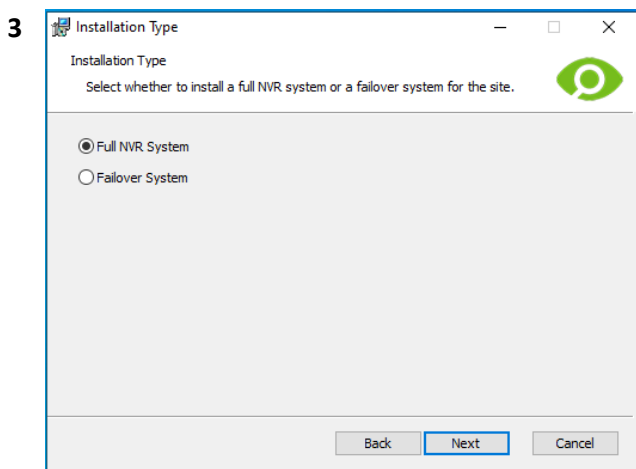 3
Installation Type
Installation Type
Select whether to install a full NVR system or a failover system for the site.
Full NVR System
Failover System
Back Next Cancel